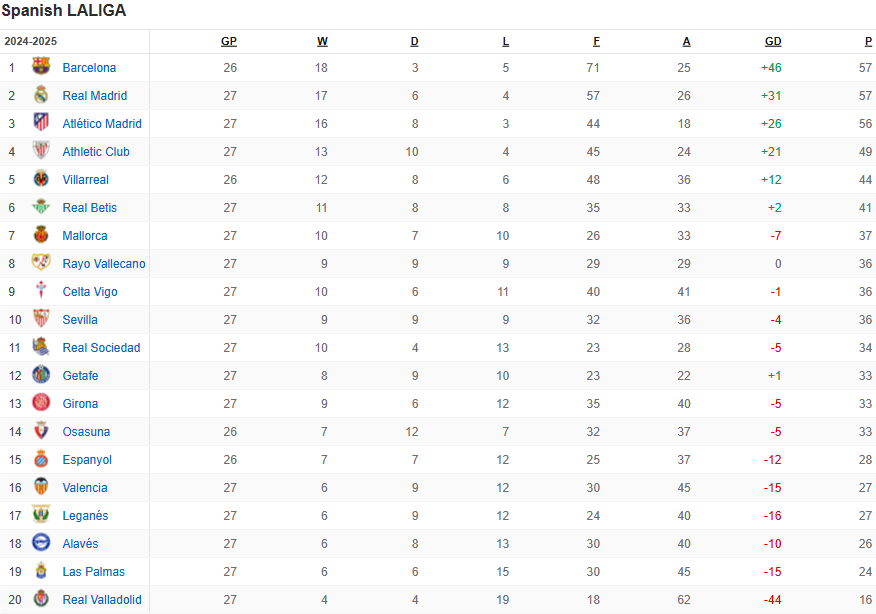 Spanish LALIGA
2024-2025 GP W D L F A GD P
1 Barcelona 26 18 3 5 71 25 +46 57
2 Real Madrid 27 17 6 4 57 26 +31 57
3 Atlético Madrid 27 16 8 3 44 18 +26 56
4 Athletic Club 27 13 10 4 45 24 +21 49
5 Villarreal 26 12 8 6 48 36 +12 44
6 Real Betis 27 11 8 8 35 33 +2 41
7 Mallorca 27 10 7 10 26 33 -7 37
8 Rayo Vallecano 27 9 9 9 29 29 0 36
9 Celta Vigo 27 10 6 11 40 41 -1 36
10 Sevilla 27 9 9 9 32 36 -4 36
11 Real Sociedad 27 10 4 13 23 28 -5 34
12 Getafe 27 8 9 10 23 22 +1 33
13 Girona 27 9 6 12 35 40 -5 33
14 Osasuna 26 7 12 7 32 37 -5 33
15 Espanyol 26 7 7 12 25 37 -12 28
16 Valencia 27 6 9 12 30 45 -15 27
17 Leganés 27 6 9 12 24 40 -16 27
18 Alavés 27 6 8 13 30 40 -10 26
19 Las Palmas 27 6 6 15 30 45 -15 24
20 Real Valladolid 27 4 4 19 18 62 -44 16